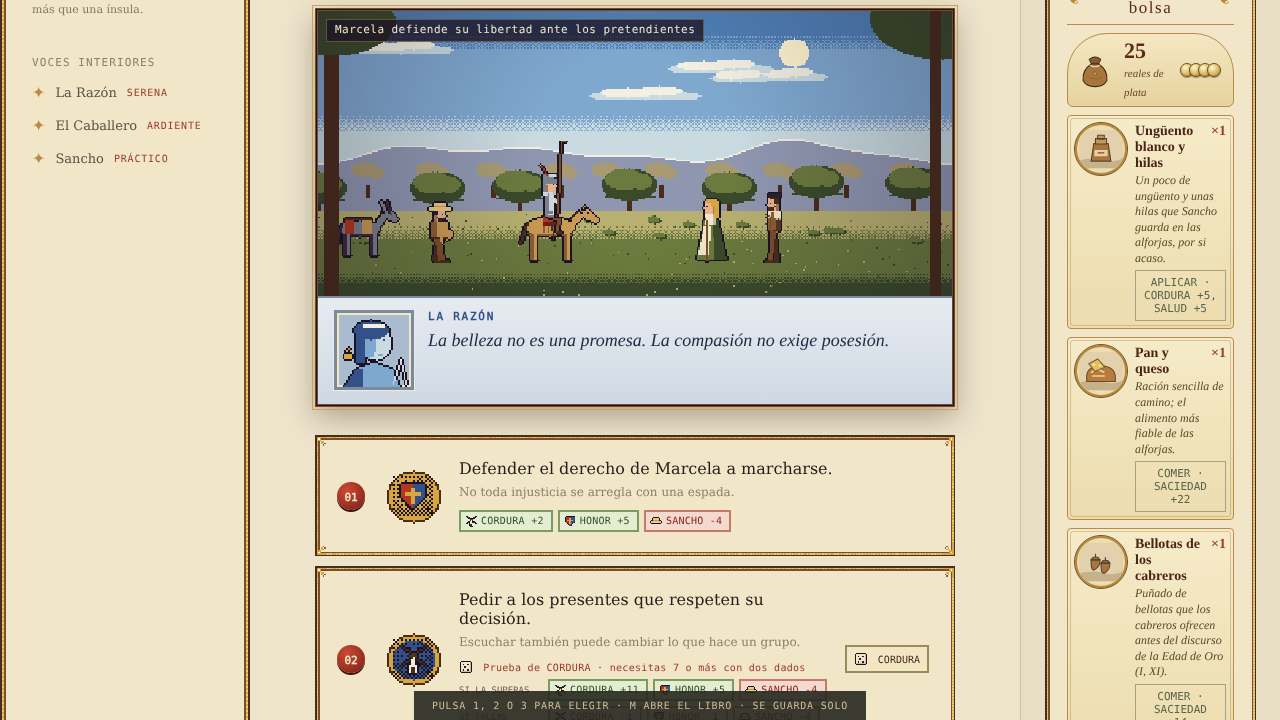 más que una ínsula.
VOCES INTERIORES
La Razón SERENA
El Caballero ARDIENTE
Sancho PRÁCTICO
Marcela defiende su libertad ante los pretendientes
LA RAZÓN
La belleza no es una promesa. La compasión no exige posesión.
01
Defender el derecho de Marcela a marcharse.
No toda injusticia se arregla con una espada.
CORDURA +2 HONOR +5 SANCHO -4
02
Pedir a los presentes que respeten su
decisión.
Escuchar también puede cambiar lo que hace un grupo.
Prueba de CORDURA · necesitas 7 o más con dos dados
CORDURA
SI LA SUPERAS CORDURA +11 HONOR +5 SANCHO -4
PULSA 1, 2 O 3 PARA ELEGIR · M ABRE EL LIBRO · SE GUARDA SOLO
bolsa
25
reales de
plata
Ungüento ×1
blanco y
hilas
Un poco de
ungüento y unas
hilas que Sancho
guarda en las
alforjas, por si
acaso.
APLICAR ·
CORDURA +5,
SALUD +5
Pan y ×1
queso
Ración sencilla de
camino; el
alimento más
fiable de las
alforjas.
COMER ·
SACIEDAD
+22
Bellotas de ×1
los
cabreros
Puñado de
bellotas que los
cabreros ofrecen
antes del discurso
de la Edad de Oro
(I, XI).
COMER ·
SACIEDAD